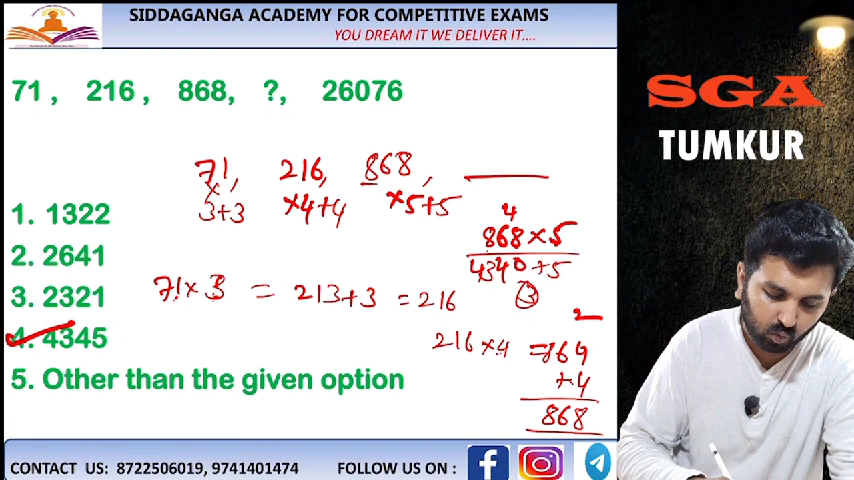 SIDDAGANGA ACADEMY FOR COMPETITIVE EXAMS
YOU DREAM IT WE DELIVER IT....
71 , 216 , 868, ?, 26076
SGA
TUMKUR
71, 216, 868,
×3+3 ×4+4 ×5+5
4
868×5
4340+5
1. 1322
2. 2641
3. 2321
4. 4345
5. Other than the given option
71×3 = 213+3 = 216
216×4 = 864
+4
868
CONTACT US: 8722506019, 9741401474 FOLLOW US ON :